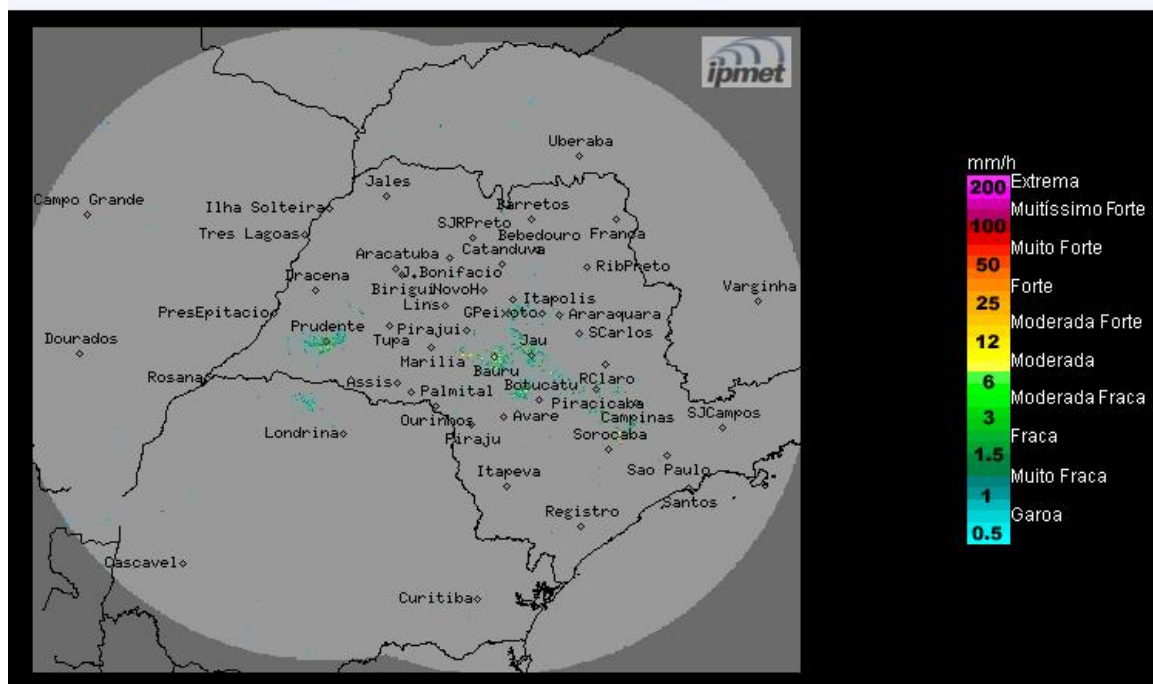 ipmet
Uberaba
Jales
Campo Grande
Ilha Solteira
Barretos
SJRPreto
Tres Lagoas
Bebedouro
Franca
Aracatuba
Catanduva
J.Bonifacio
RibPreto
Dracena
Birigui
NovoH
Varginha
Lins
Itapolis
PresEpitacio
GPeixoto
Araraquara
Prudente
Pirajui
SCarlos
Dourados
Tupa
Jau
Marilia
Bauru
Rosana
Assis
Palmital
Botucatu
RClaro
Piracicaba
Ourinhos
Avare
Campinas
SJCampos
Londrina
Piraju
Sorocaba
Itapeva
Sao Paulo
Santos
Registro
Cascavel
Curitiba
mm/h
200 Extrema
Muitíssimo Forte
100
Muito Forte
50
Forte
25
Moderada Forte
12
Moderada
6
Moderada Fraca
3
Fraca
1.5
Muito Fraca
1
Garoa
0.5